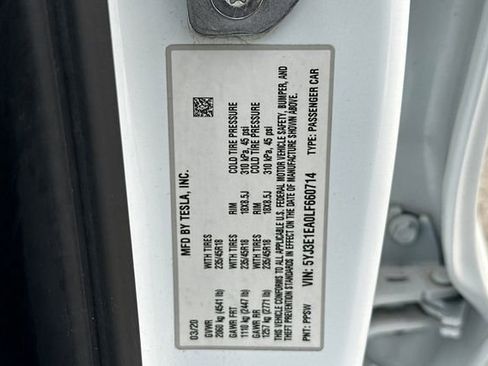 MFD BY TESLA, INC.
03/20
GVWR WITH TIRES RIM COLD TIRE PRESSURE
2060 kg (4541 lb) 235/45R18 18X8.5J 310 kPa, 45 psi
GAWR FRT WITH TIRES RIM COLD TIRE PRESSURE
1110 kg (2447 lb) 235/45R18 18X8.5J 310 kPa, 45 psi
GAWR RR
1257 kg (2771 lb)
THIS VEHICLE CONFORMS TO ALL U.S. FEDERAL MOTOR VEHICLE SAFETY, BUMPER, AND
THEFT PREVENTION STANDARDS IN EFFECT ON THE DATE OF MANUFACTURE SHOWN ABOVE.
VIN: 5YJ3E1EA0LF660714
PNT: PPSW TYPE: PASSENGER CAR